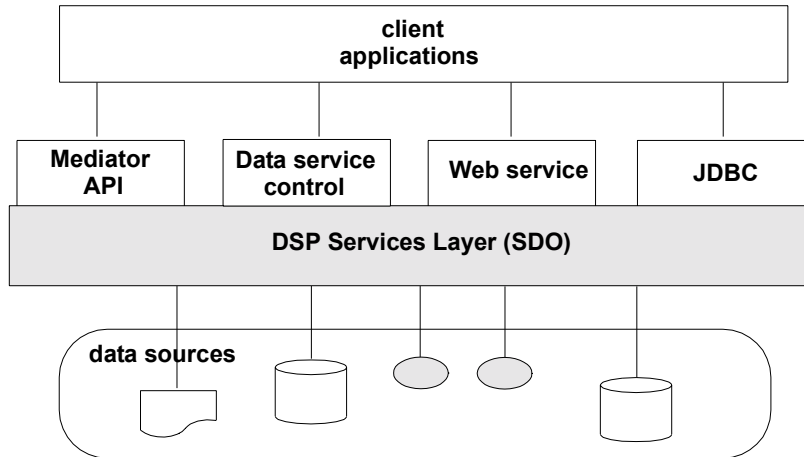 client
applications
Mediator
API
Data service
control
Web service
JDBC
DSP Services Layer (SDO)
data sources